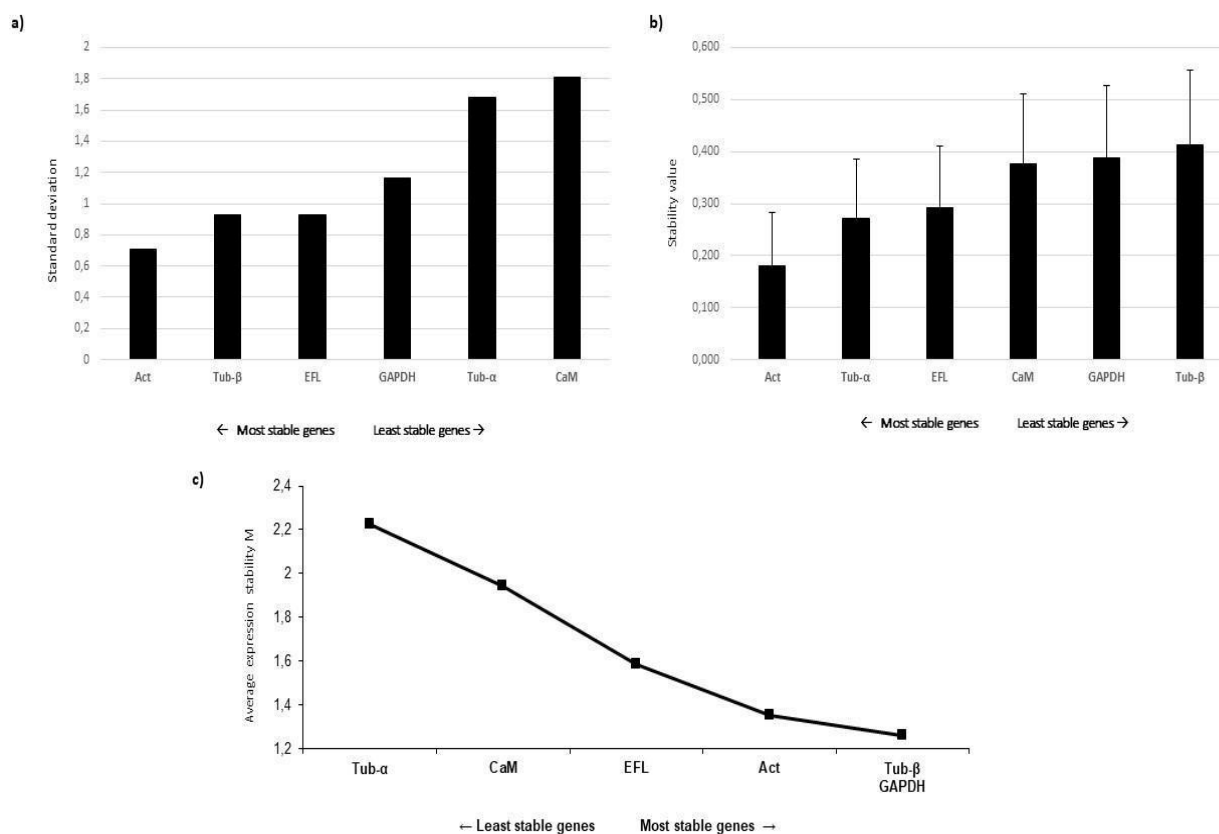 a)
Standard deviation
2
1,8
1,6
1,4
1,2
1
0,8
0,6
0,4
0,2
0
Act Tub-β EFL GAPDH Tub-α CaM
← Most stable genes Least stable genes →
b)
Stability value
0,600
0,500
0,400
0,300
0,200
0,100
0,000
Act Tub-α EFL CaM GAPDH Tub-β
← Most stable genes Least stable genes →
c)
Average expression stability M
2,4
2,2
2
1,8
1,6
1,4
1,2
Tub-α CaM EFL Act Tub-β
GAPDH
← Least stable genes Most stable genes →